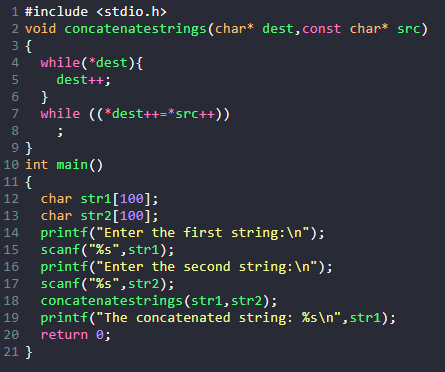 1 #include <stdio.h>
2 void concatenatestrings(char* dest,const char* src)
3 {
4   while(*dest){
5     dest++;
6   }
7   while ((*dest++=*src++))
8     ;
9 }
10 int main()
11 {
12   char str1[100];
13   char str2[100];
14   printf("Enter the first string:\n");
15   scanf("%s",str1);
16   printf("Enter the second string:\n");
17   scanf("%s",str2);
18   concatenatestrings(str1,str2);
19   printf("The concatenated string: %s\n",str1);
20   return 0;
21 }